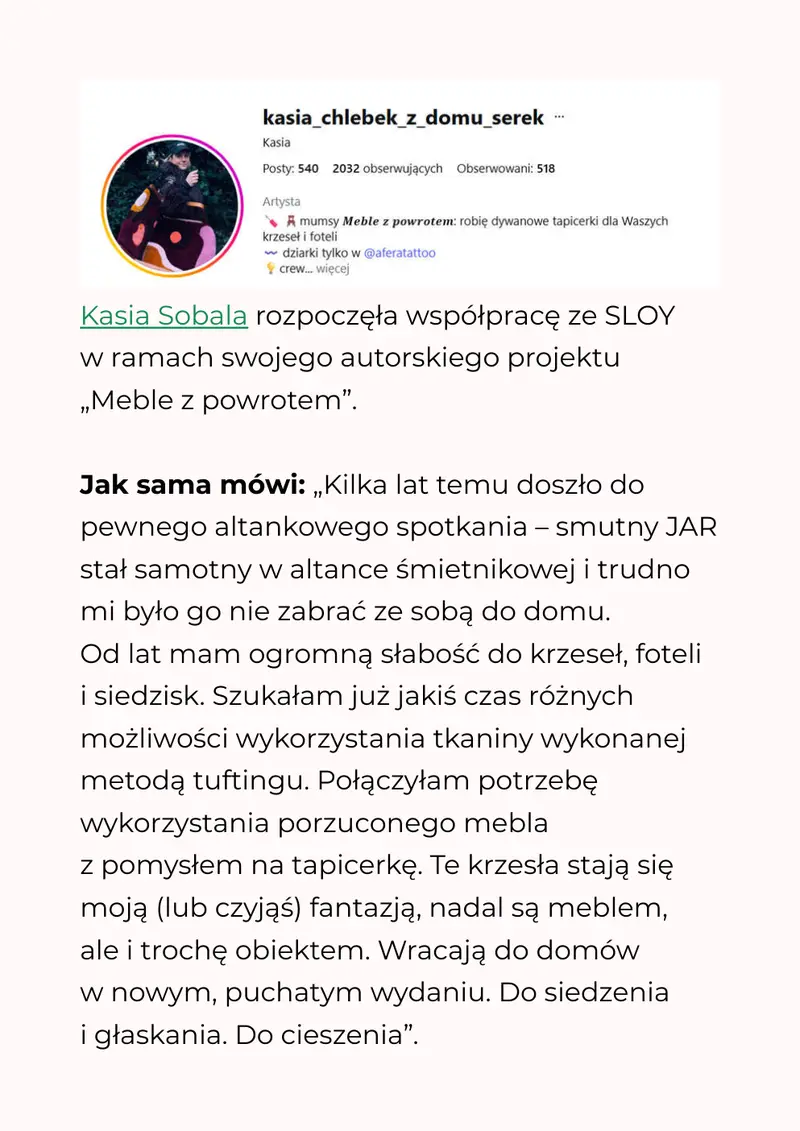 kasia_chlebek_z_domu_serek ...
Kasia
Posty: 540 2032 obserwujących Obserwowani: 518
Artysta
🪑 mumsy Meble z powrotem: robię dywanowe tapicerki dla Waszych
krzeseł i foteli
〰️ dziarki tylko w @aferatattoo
💡 crew... więcej
Kasia Sobala rozpoczęła współpracę ze SLOY
w ramach swojego autorskiego projektu
„Meble z powrotem”.
Jak sama mówi: „Kilka lat temu doszło do
pewnego altankowego spotkania – smutny JAR
stał samotny w altance śmietnikowej i trudno
mi było go nie zabrać ze sobą do domu.
Od lat mam ogromną słabość do krzeseł, foteli
i siedzisk. Szukałam już jakiś czas różnych
możliwości wykorzystania tkaniny wykonanej
metodą tuftingu. Połączyłam potrzebę
wykorzystania porzuconego mebla
z pomysłem na tapicerkę. Te krzesła stają się
moją (lub czyjąś) fantazją, nadal są meblem,
ale i trochę obiektem. Wracają do domów
w nowym, puchatym wydaniu. Do siedzenia
i głaskania. Do cieszenia”.